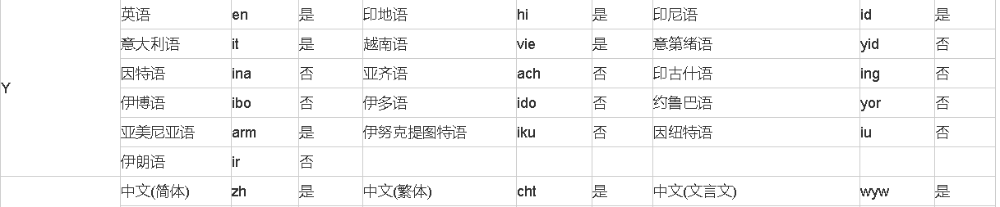 英语 en 是 印地语 hi 是 印尼语 id 是
意大利语 it 是 越南语 vie 是 意第绪语 yid 否
Y 因特语 ina 否 亚齐语 ach 否 印古什语 ing 否
伊博语 ibo 否 伊多语 ido 否 约鲁巴语 yor 否
亚美尼亚语 arm 是 伊努克提图特语 iku 否 因纽特语 iu 否
伊朗语 ir 否
中文(简体) zh 是 中文(繁体) cht 是 中文(文言文) wyw 是